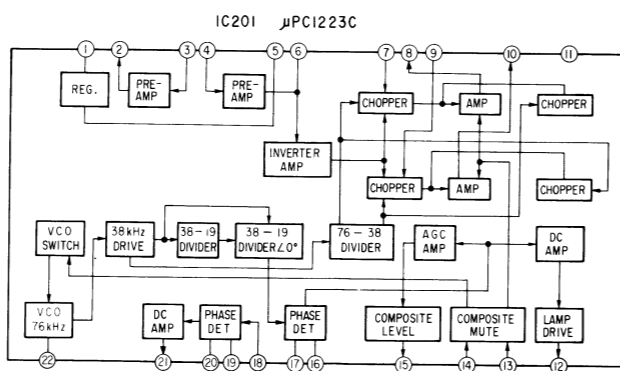 IC201 μPC1223C
1 2 3 4 5 6 7 8 9 10 11
REG.
PRE-
AMP
PRE-
AMP
CHOPPER
AMP
CHOPPER
INVERTER
AMP
CHOPPER
AMP
CHOPPER
VCO
SWITCH
38kHz
DRIVE
38-19
DIVIDER
38-19
DIVIDER∠0°
76-38
DIVIDER
AGC
AMP
DC
AMP
VCO
76kHz
DC
AMP
PHASE
DET
PHASE
DET
COMPOSITE
LEVEL
COMPOSITE
MUTE
LAMP
DRIVE
22 21 20 19 18 17 16 15 14 13 12